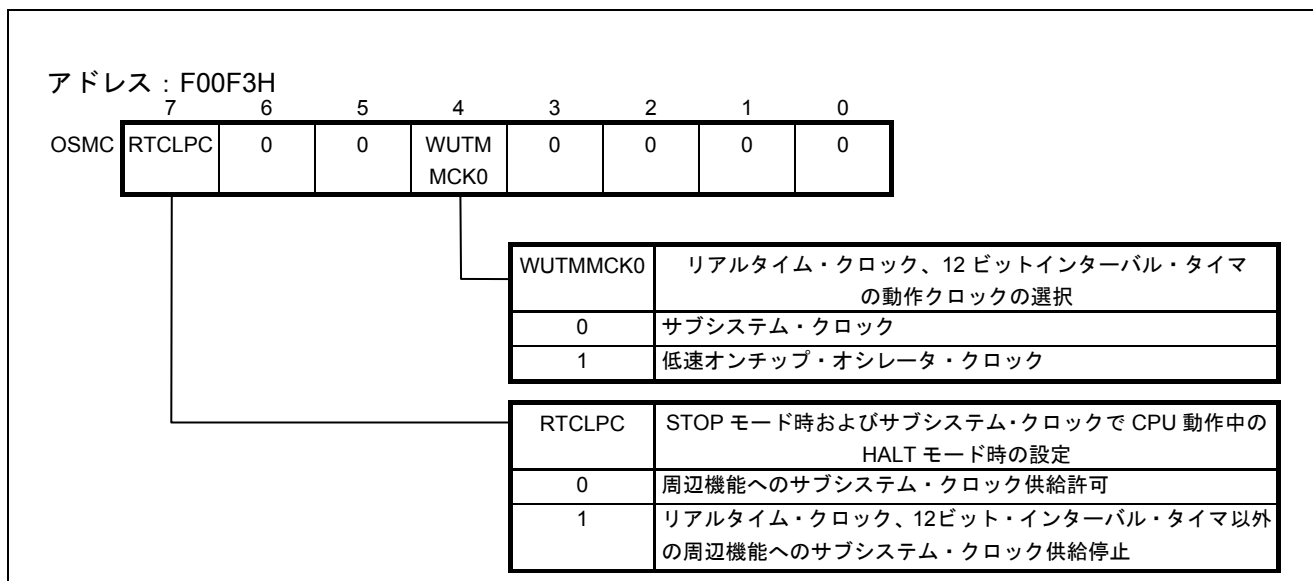 アドレス：F00F3H
7 6 5 4 3 2 1 0
OSMC RTCLPC 0 0 WUTM 0 0 0 0
MCK0
WUTMMCK0 リアルタイム・クロック、12 ビットインターバル・タイマ
の動作クロックの選択
0 サブシステム・クロック
1 低速オンチップ・オシレータ・クロック
RTCLPC STOP モード時およびサブシステム・クロックで CPU 動作中の
HALT モード時の設定
0 周辺機能へのサブシステム・クロック供給許可
1 リアルタイム・クロック、12ビット・インターバル・タイマ以外
の周辺機能へのサブシステム・クロック供給停止